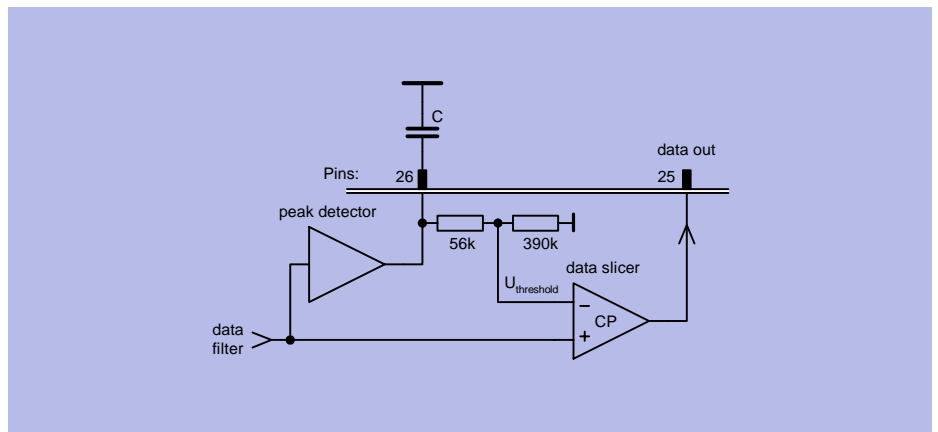 C
data out
Pins:
26
25
peak detector
56k
390k
data slicer
Uthreshold
–
CP
+
data
filter